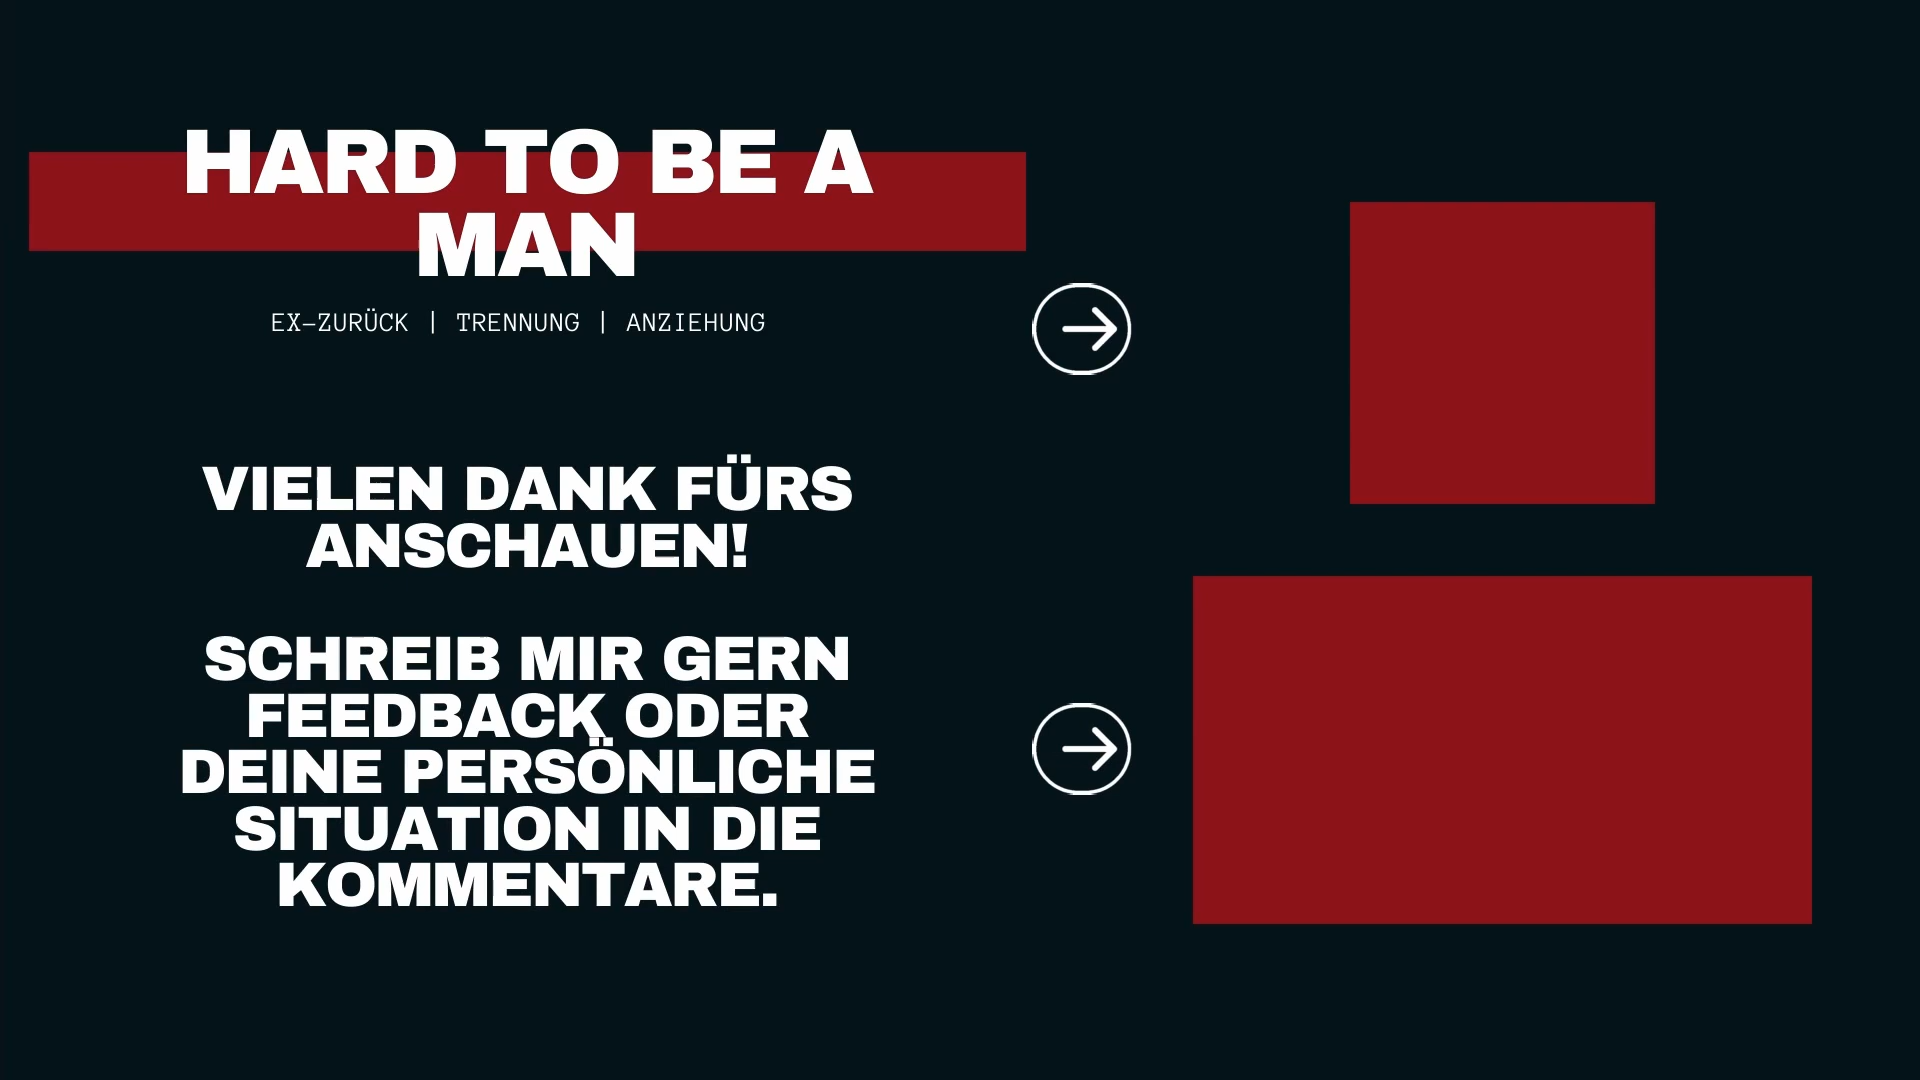 HARD TO BE A
MAN
EX–ZURÜCK | TRENNUNG | ANZIEHUNG
VIELEN DANK FÜRS
ANSCHAUEN!
SCHREIB MIR GERN
FEEDBACK ODER
DEINE PERSÖNLICHE
SITUATION IN DIE
KOMMENTARE.